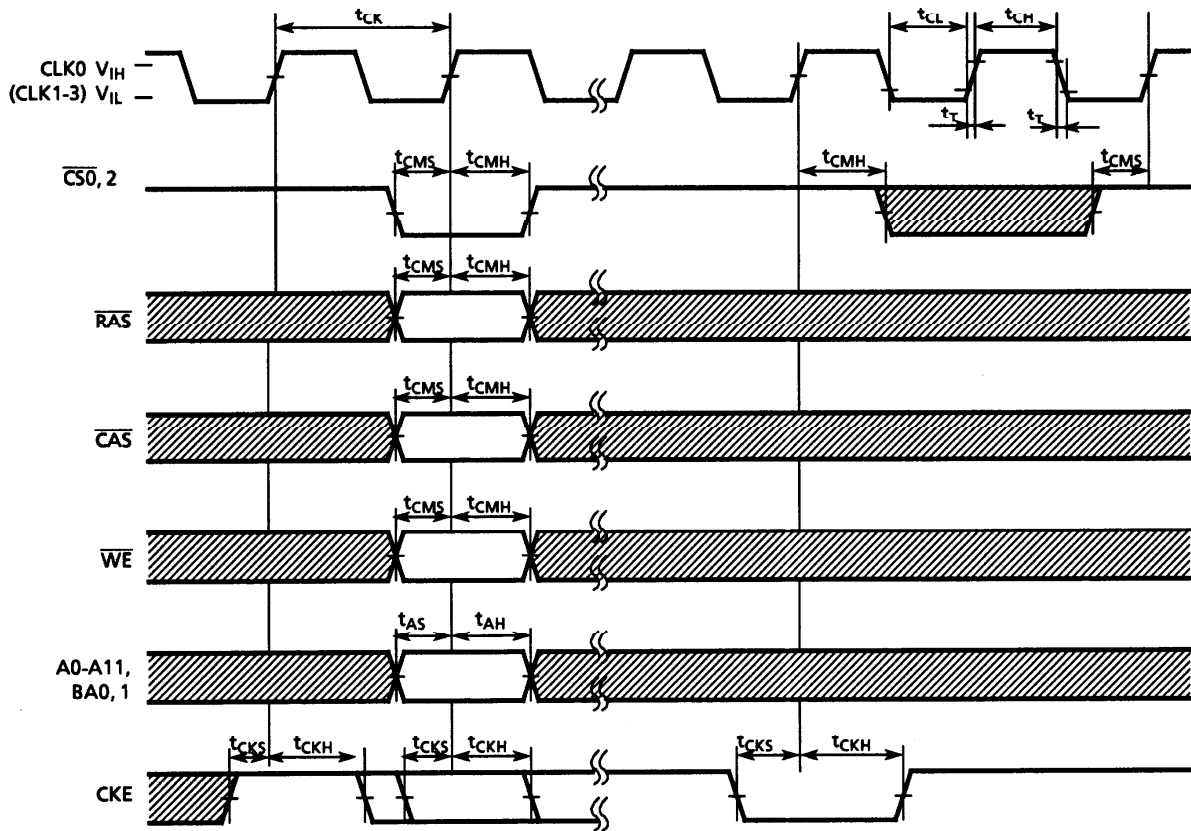 tCK tCL tCH
CLK0 VIH
(CLK1-3) VIL
tT tT
tCMS tCMH tCMH tCMS
CS0, 2
tCMS tCMH
RAS
tCMS tCMH
CAS
tCMS tCMH
WE
tAS tAH
A0-A11,
BA0, 1
tCKS tCKH tCKS tCKH tCKS tCKH
CKE